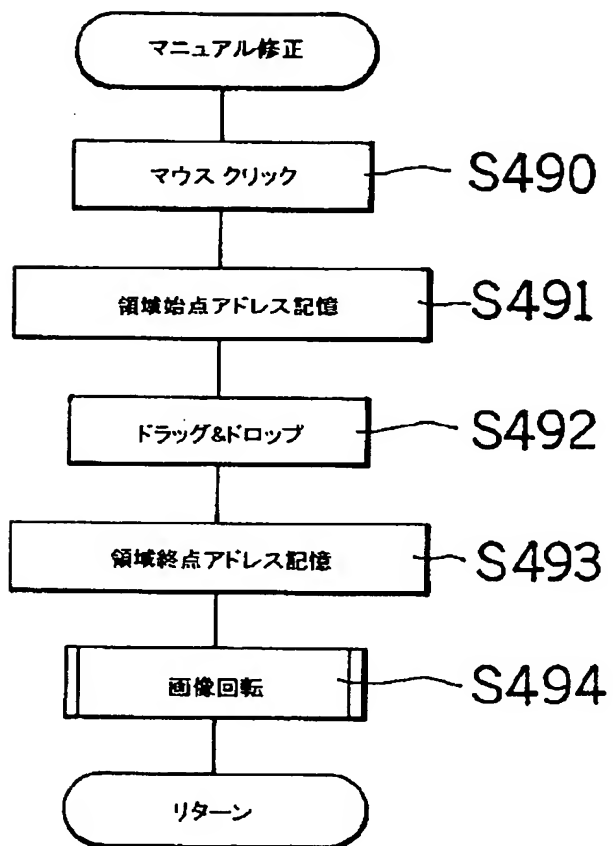 マニュアル修正
マウス クリック
S490
領域始点アドレス記憶
S491
ドラッグ&ドロップ
S492
領域終点アドレス記憶
S493
画像回転
S494
リターン